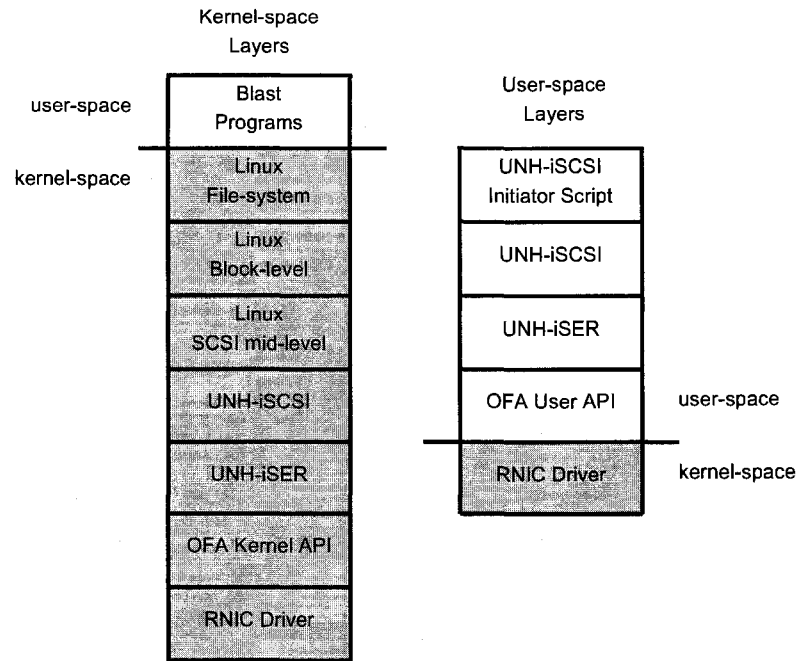 Kernel-space
Layers
user-space
kernel-space
Blast
Programs
Linux
File-system
Linux
Block-level
Linux
SCSI mid-level
UNH-iSCSI
UNH-iSER
OFA Kernel API
RNIC Driver
User-space
Layers
UNH-iSCSI
Initiator Script
UNH-iSCSI
UNH-iSER
OFA User API
RNIC Driver
user-space
kernel-space